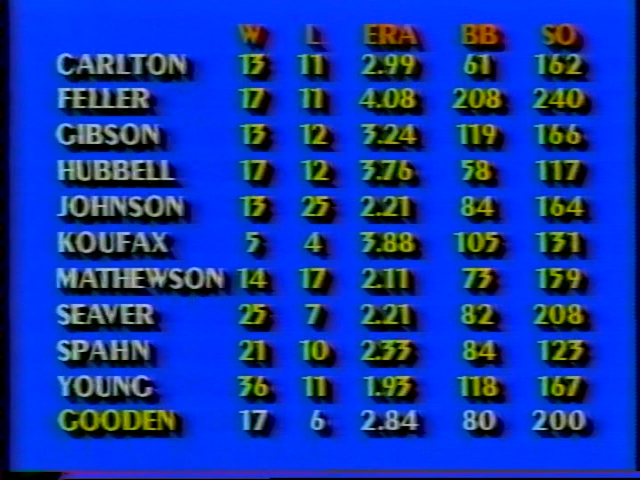 W L ERA BB SO
CARLTON 13 11 2.99 61 162
FELLER 17 11 4.08 208 240
GIBSON 13 12 3.24 119 166
HUBBELL 17 12 3.76 58 117
JOHNSON 13 25 2.21 84 164
KOUFAX 5 4 3.88 105 131
MATHEWSON 14 17 2.11 73 159
SEAVER 25 7 2.21 82 208
SPAHN 21 10 2.33 84 123
YOUNG 36 11 1.93 118 167
GOODEN 17 6 2.84 80 200